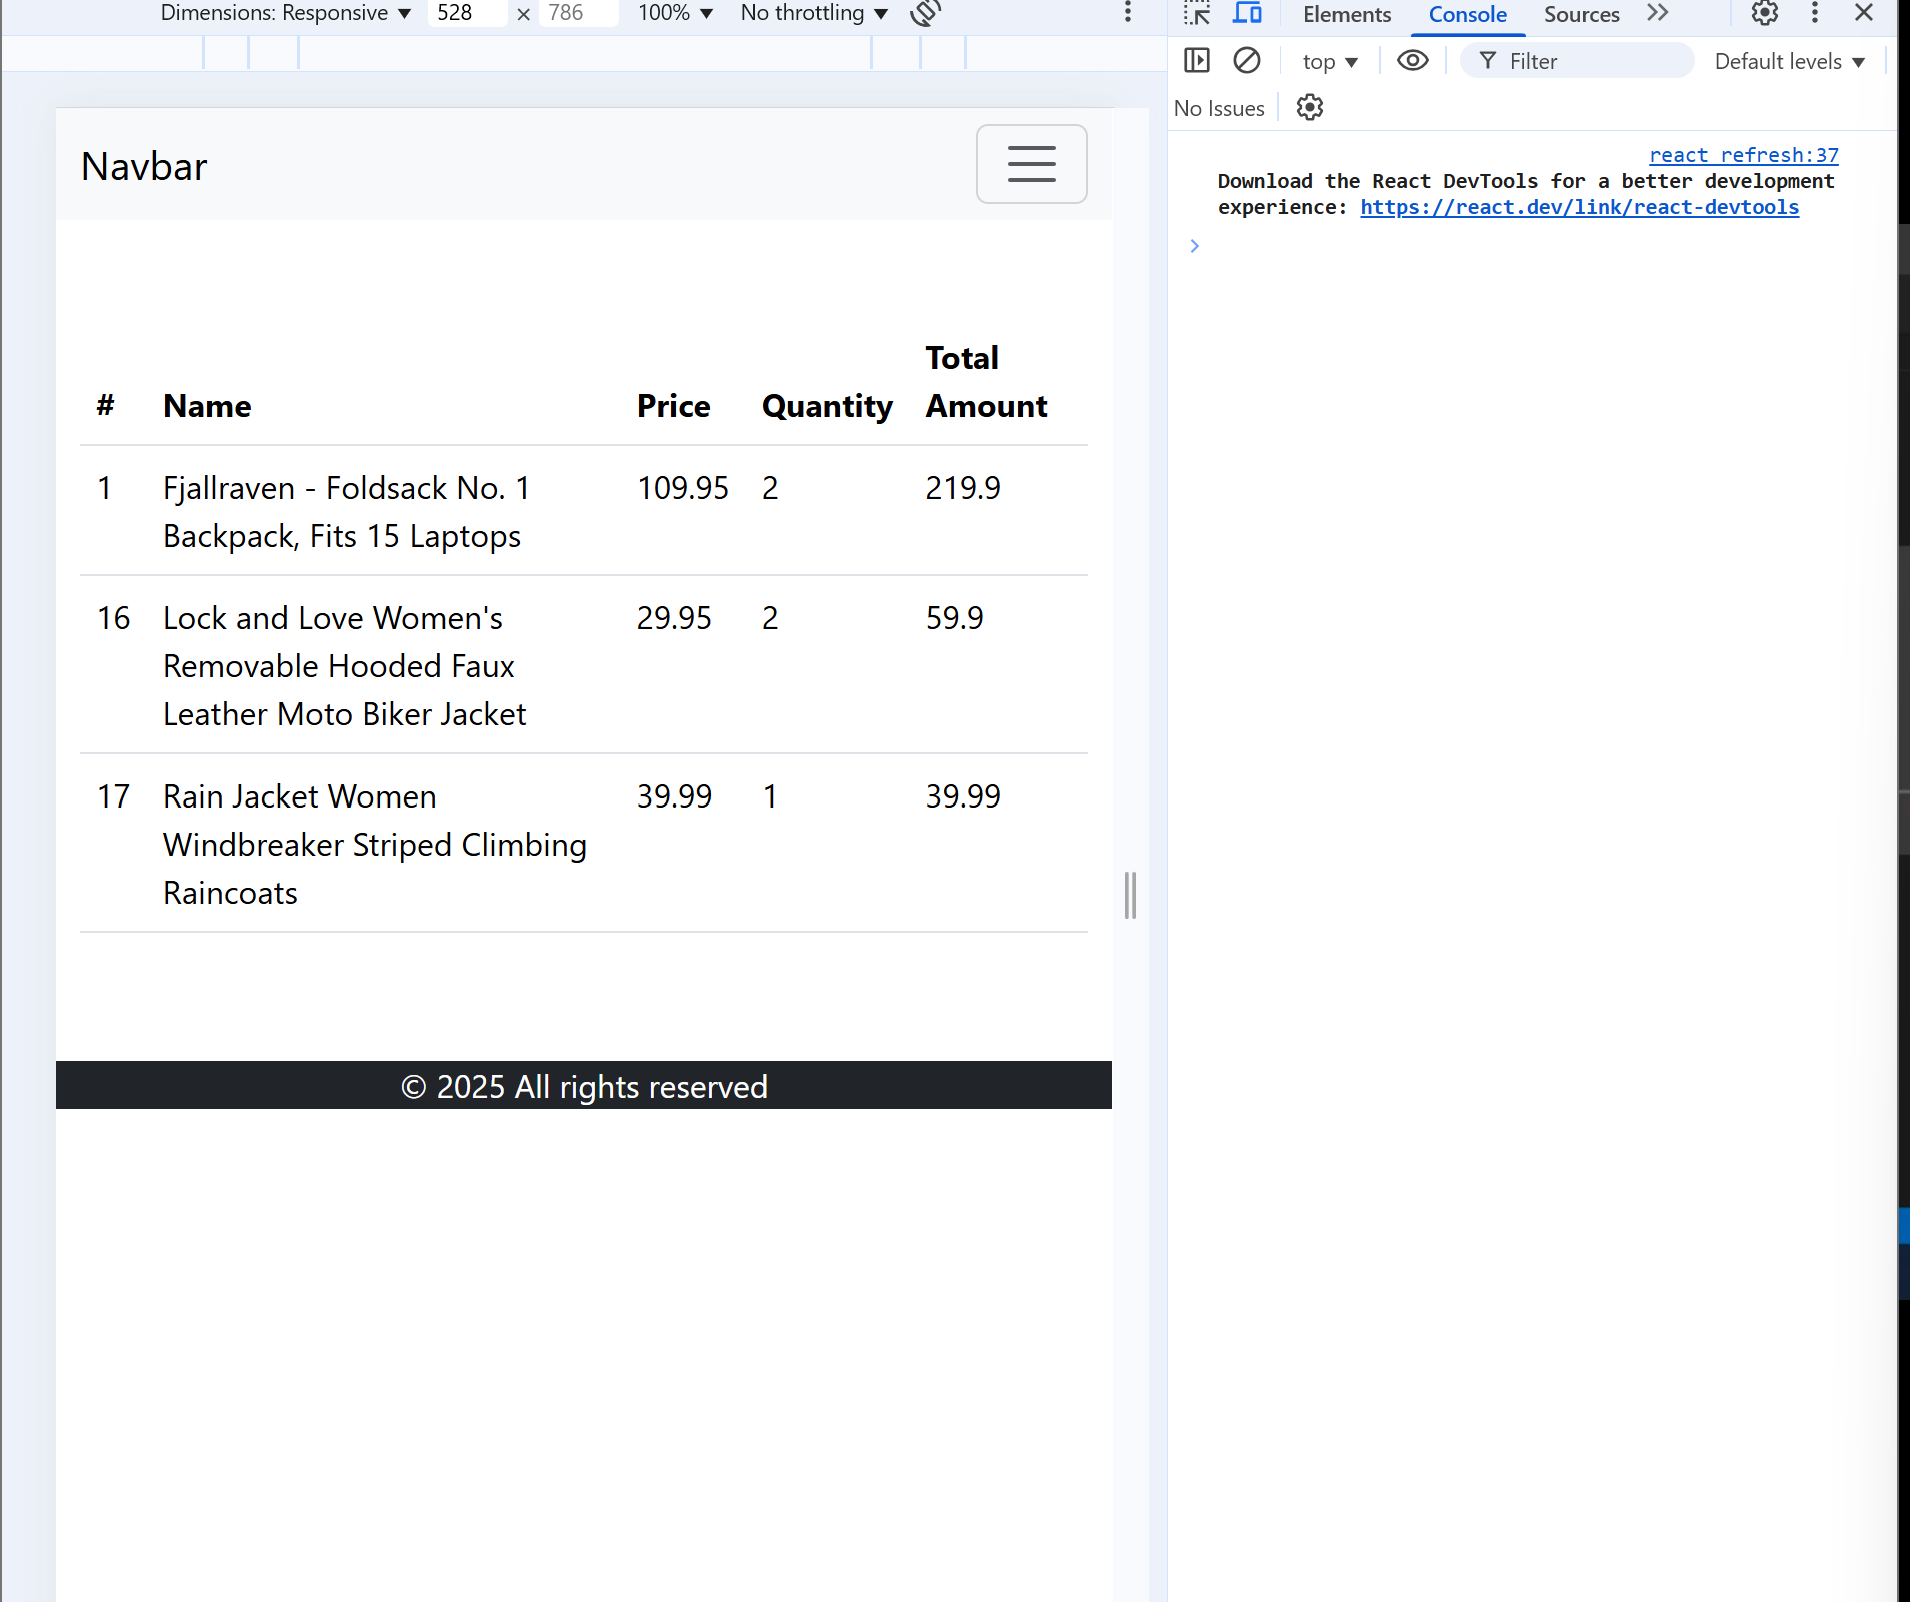 Dimensions: Responsive ▼ 528 × 786 100% ▼ No throttling ▼
Elements Console Sources
top ▼ Filter Default levels ▼
No Issues
react refresh:37
Download the React DevTools for a better development
experience: https://react.dev/link/react-devtools
Navbar
# Name Price Quantity Total
Amount
1 Fjallraven - Foldsack No. 1 109.95 2 219.9
Backpack, Fits 15 Laptops
16 Lock and Love Women's 29.95 2 59.9
Removable Hooded Faux
Leather Moto Biker Jacket
17 Rain Jacket Women 39.99 1 39.99
Windbreaker Striped Climbing
Raincoats
© 2025 All rights reserved